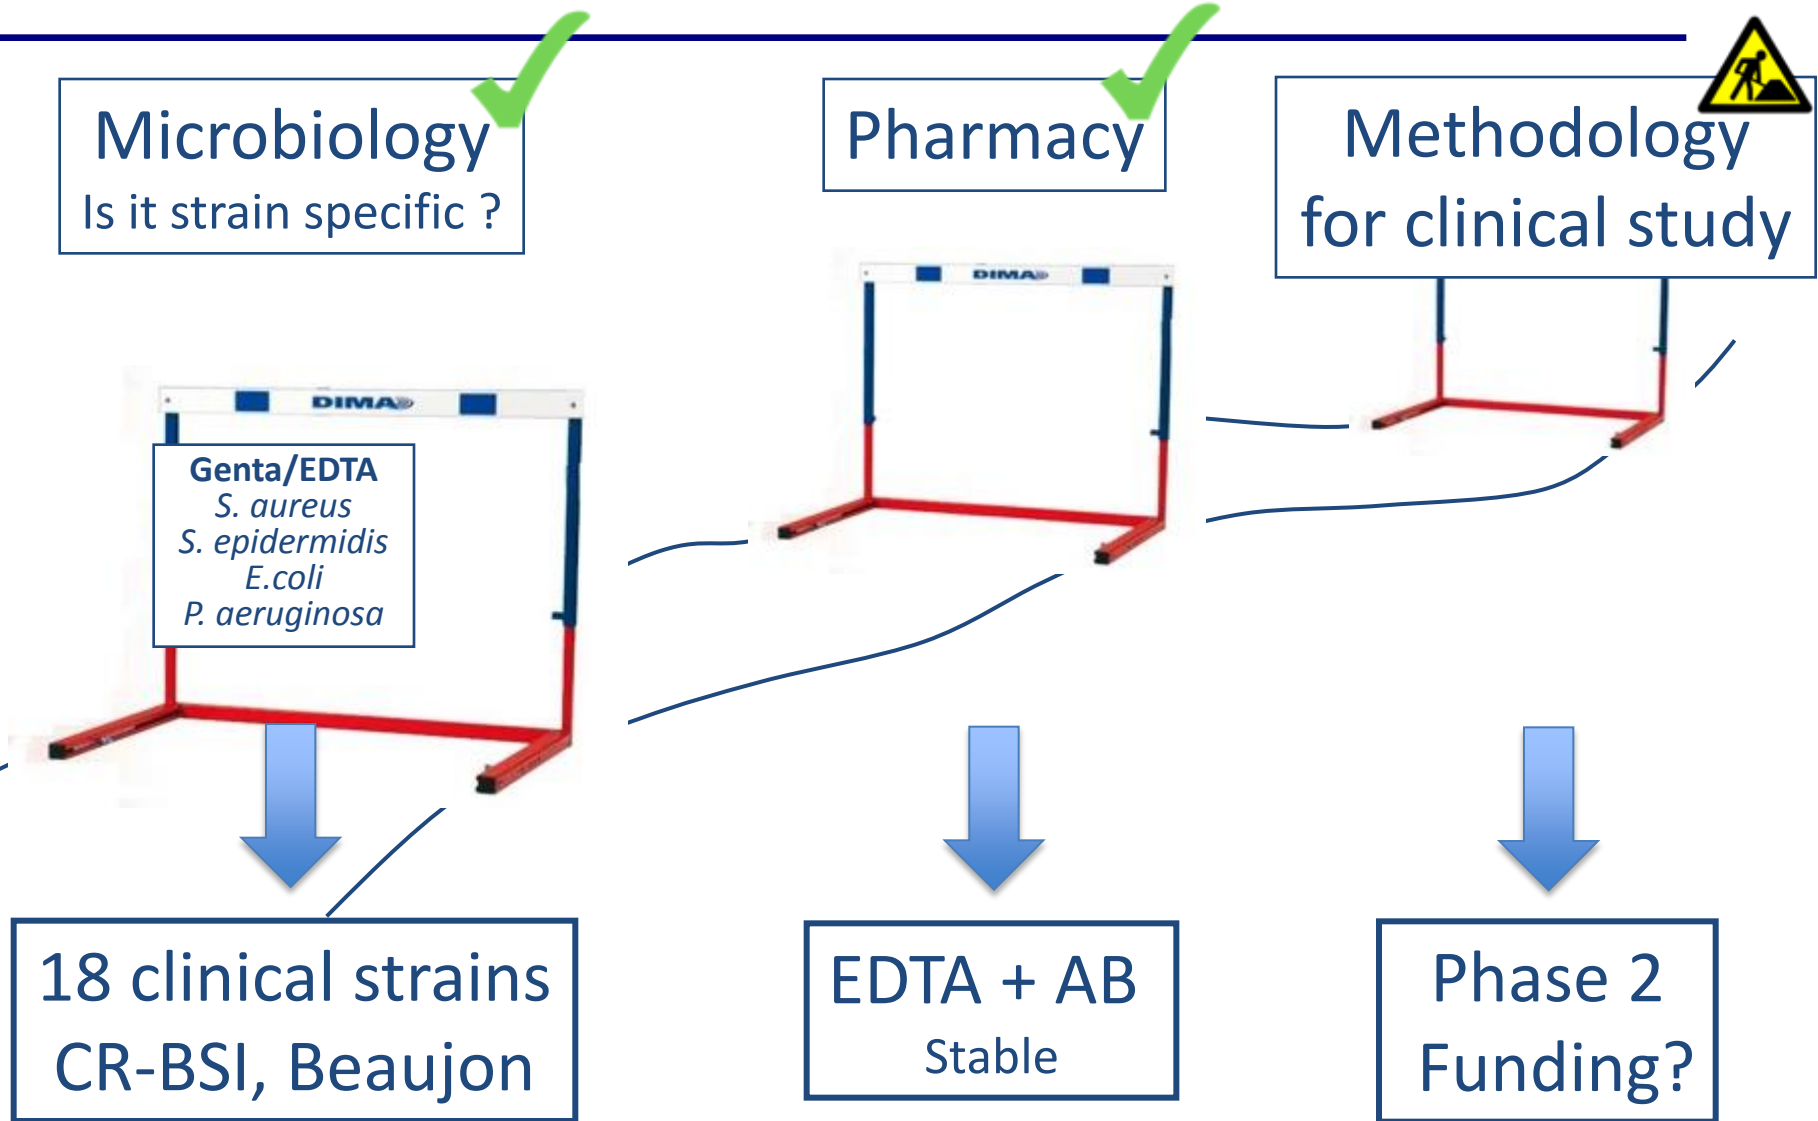 Microbiology
Is it strain specific ?
Pharmacy
Methodology
for clinical study
DIMA
DIMA
Genta/EDTA
S. aureus
S. epidermidis
E.coli
P. aeruginosa
18 clinical strains
CR-BSI, Beaujon
EDTA + AB
Stable
Phase 2
Funding?